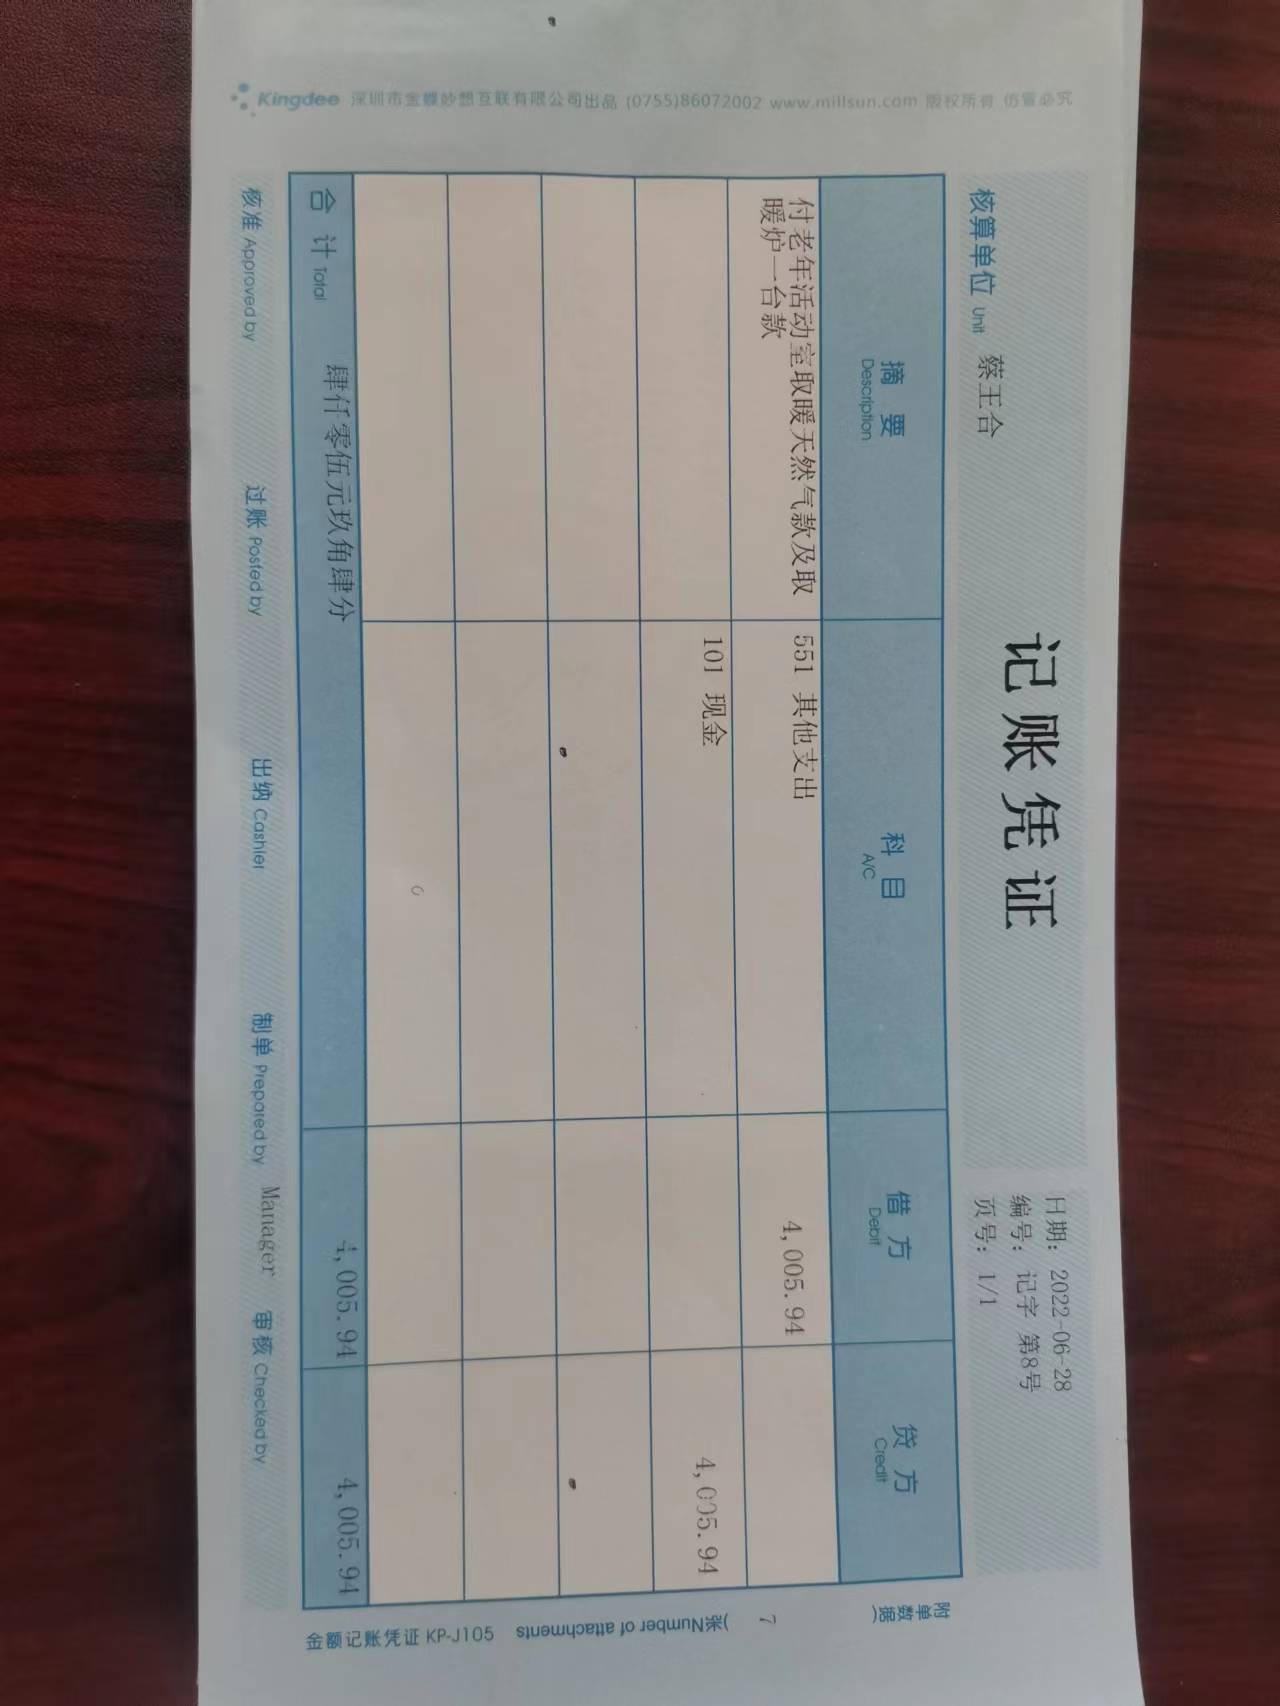 记账凭证
日期: 2022-06-28
编号: 记字 第8号
核算单位 Unit 蔡王合
页号: 1/1
摘要 Description 科目 A/C 借方 Debit 贷方 Credit
付老年活动室取暖天然气款及取暖炉一台款 551 其他支出 4,005.94
101 现金 4,005.94
合计 Total 肆仟零伍元玖角肆分 4,005.94 4,005.94
附单数据( 7 )张Number of attachments
金额记账凭证 KP-J105
核准 Approved by 过账 Posted by 出纳 Cashier 制单 Prepared by Manager 审核 Checked by
Kingdee 深圳市金蝶妙想互联有限公司出品 (0755)86072002 www.millsun.com 版权所有 仿冒必究